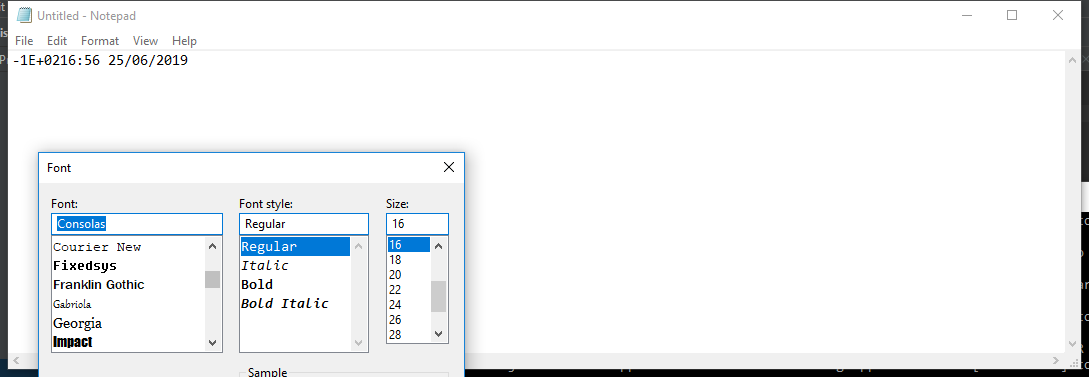 Untitled - Notepad
File Edit Format View Help
-1E+0216:56 25/06/2019
Font
Font: Font style: Size:
Consolas Regular 16
Courier New Regular 16
Fixedsys Italic 18
Franklin Gothic Bold 20
Gabriola Bold Italic 22
Georgia 24
Impact 26
28
Sample